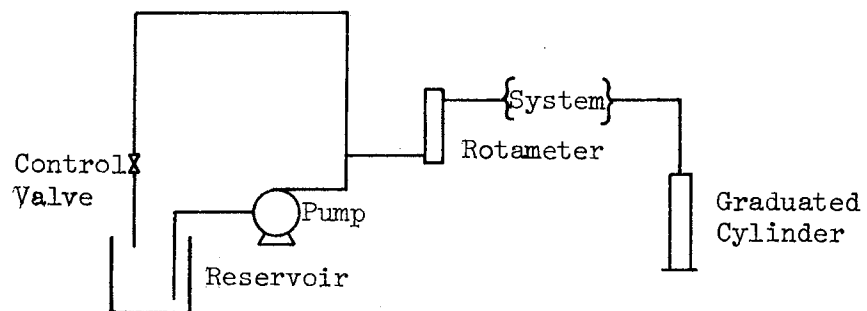 {System}
Rotameter
Control
Valve
Pump
Graduated
Cylinder
Reservoir